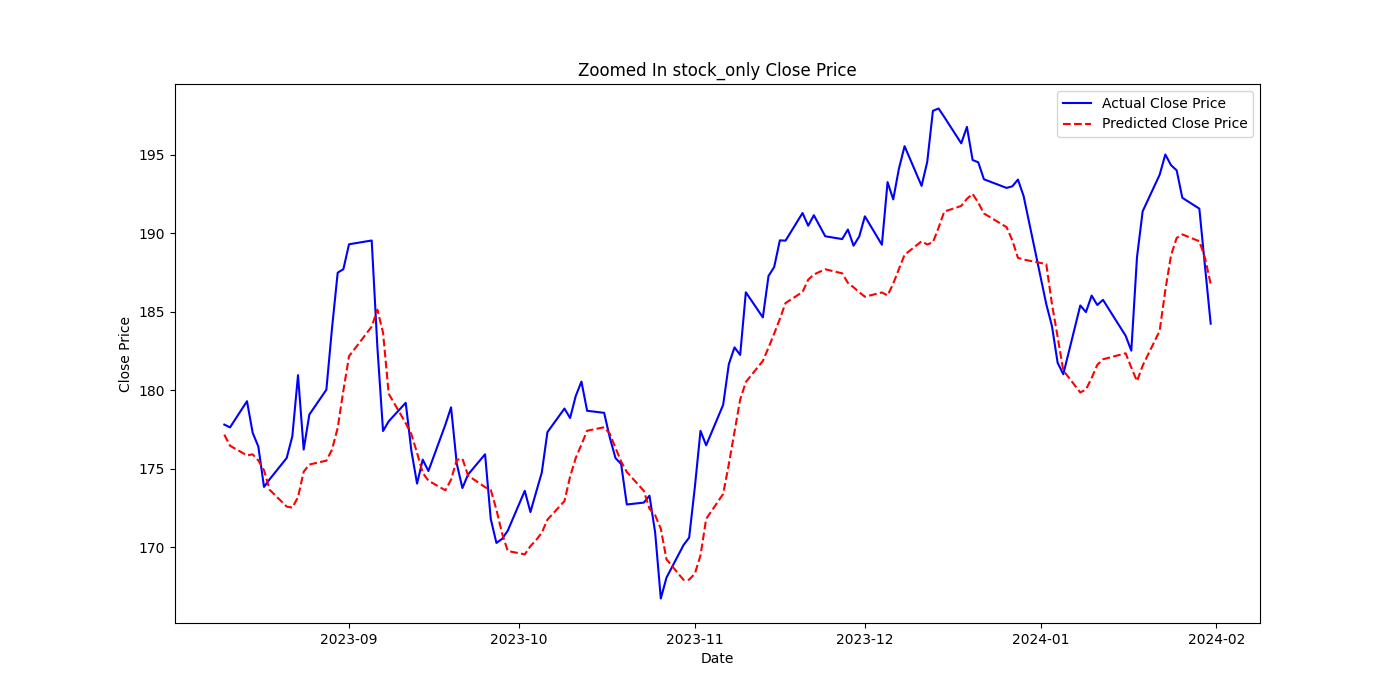 Zoomed In stock_only Close Price
Actual Close Price
Predicted Close Price
195
190
185
180
175
170
Close Price
2023-09
2023-10
2023-11
2023-12
2024-01
2024-02
Date